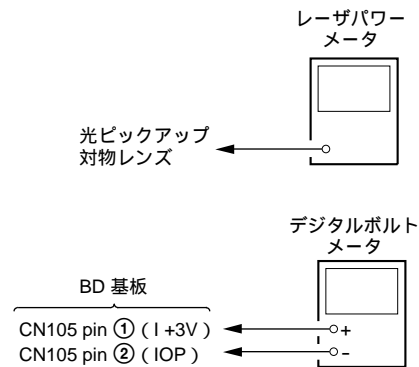 レーザパワー
メータ
光ピックアップ
対物レンズ
デジタルボルト
メータ
BD 基板
CN105 pin ① ( I +3V )
CN105 pin ② ( IOP )
+
–